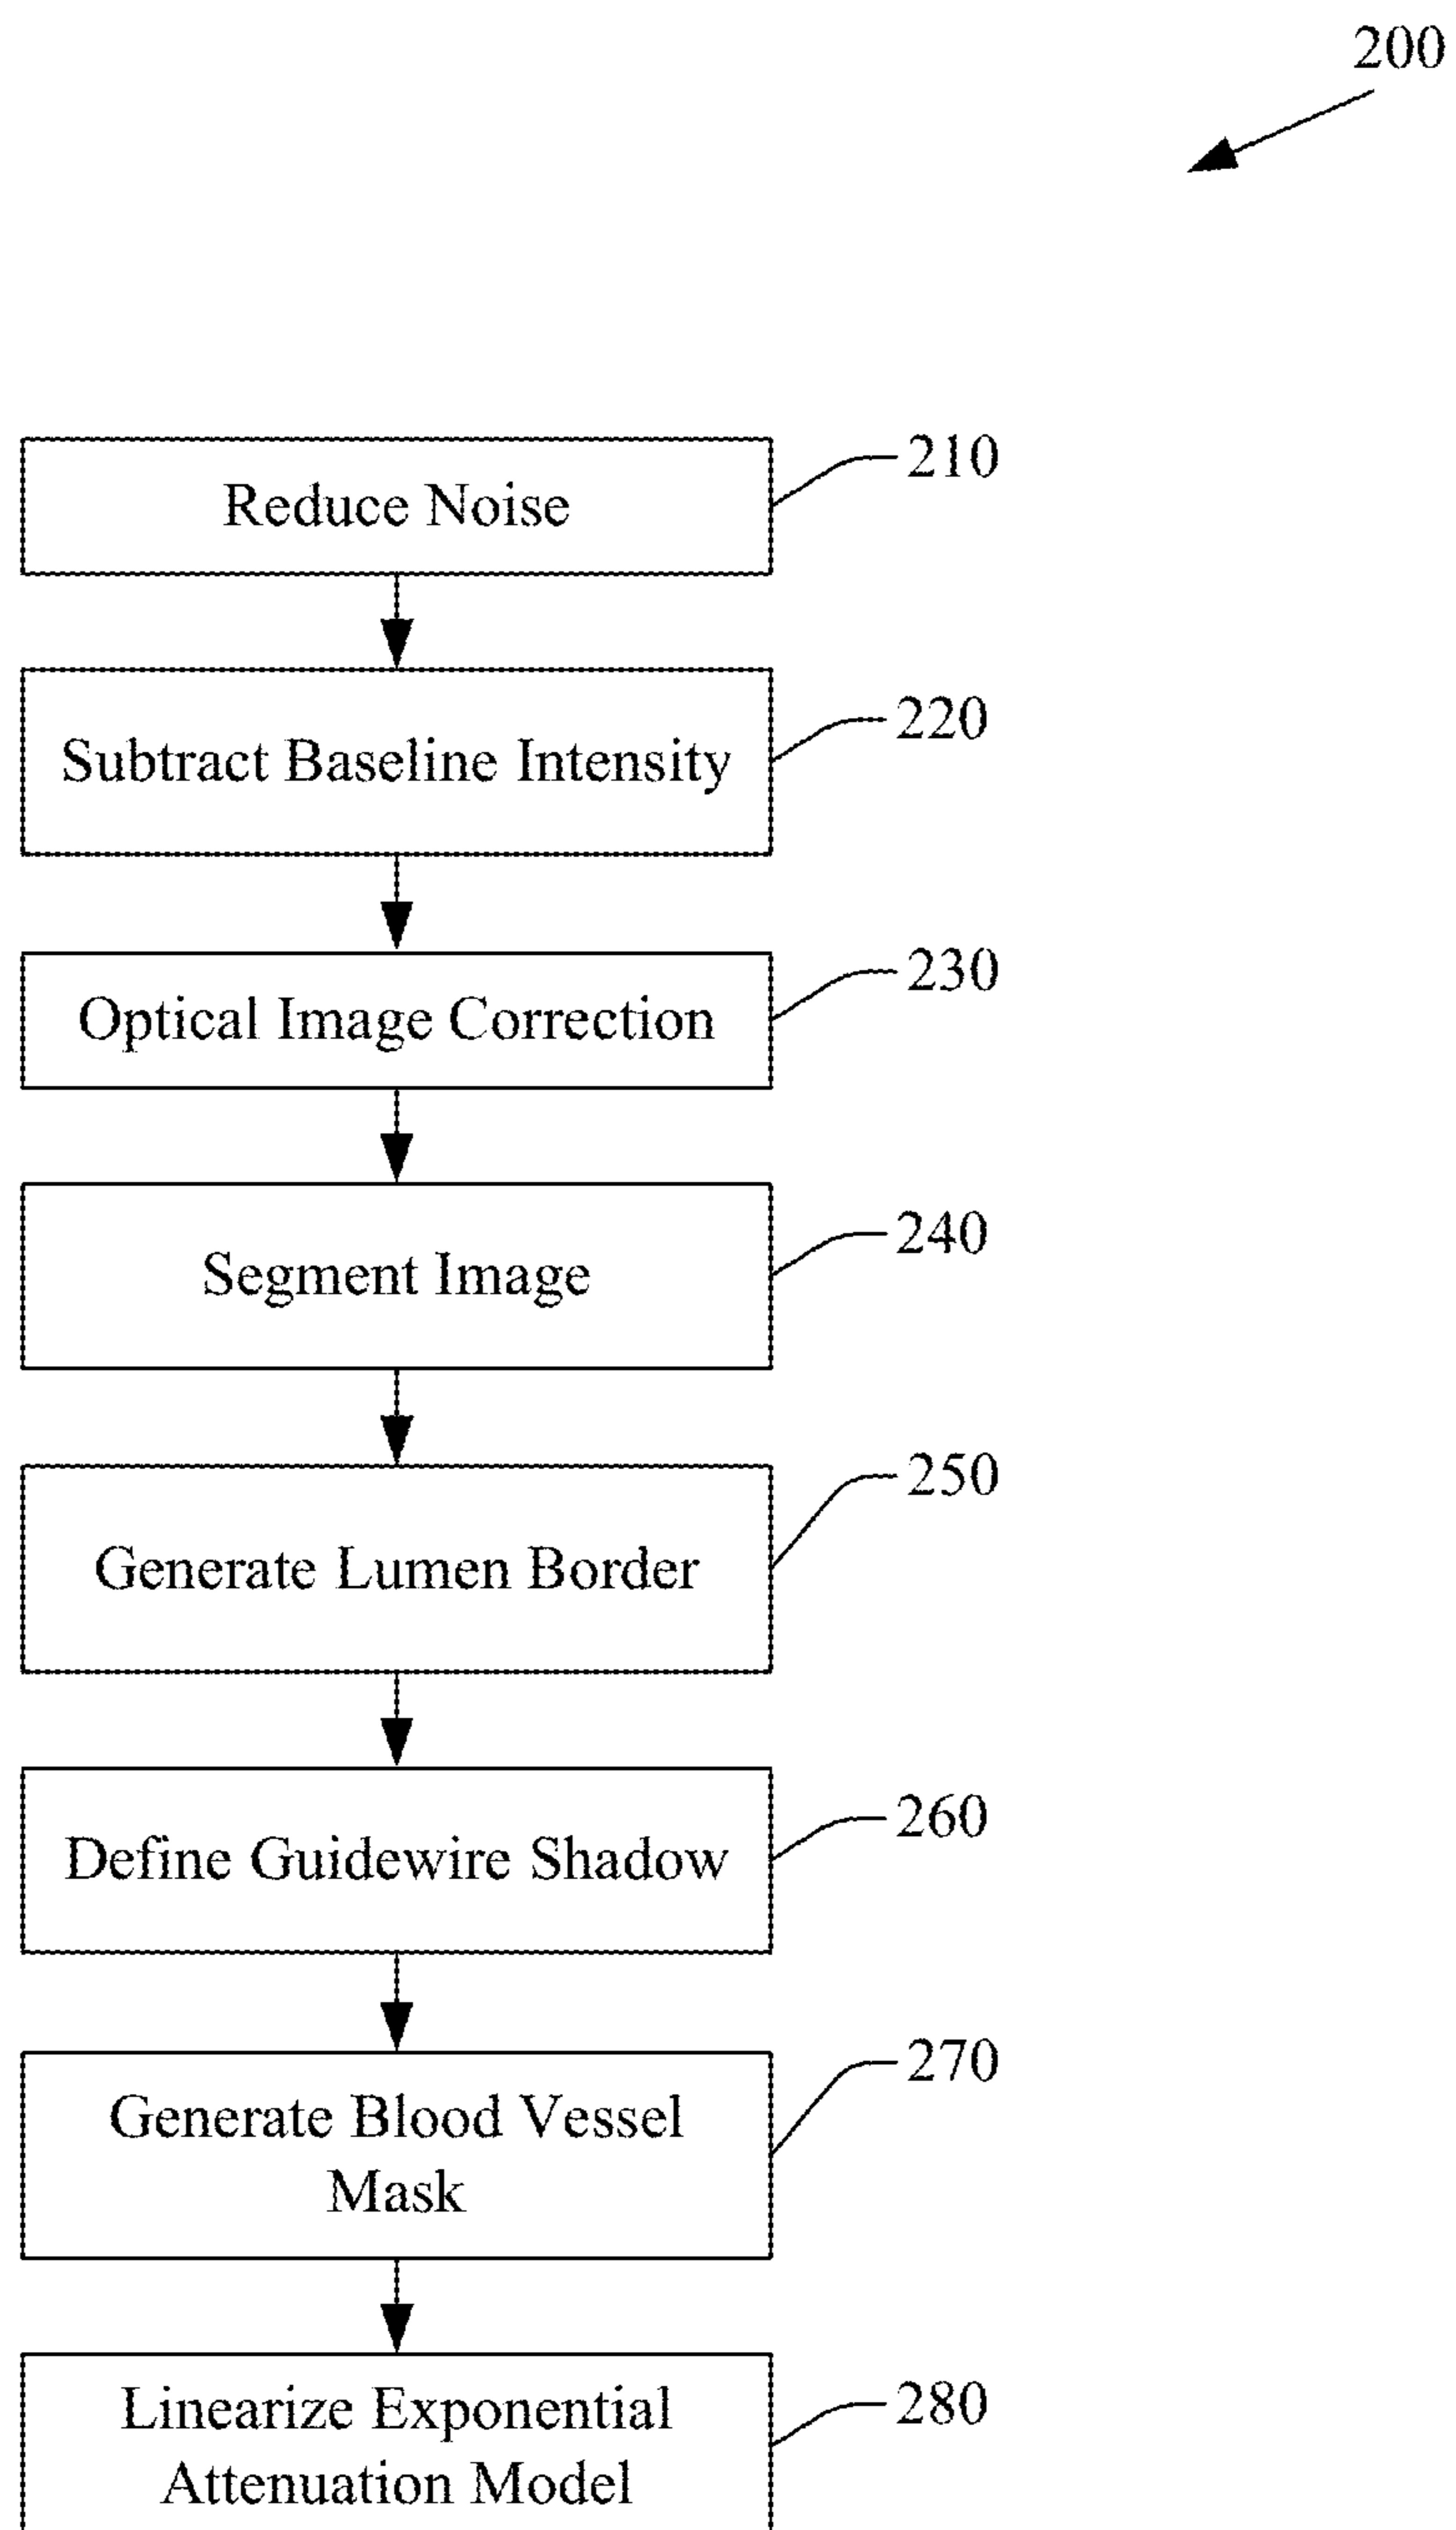 200
Reduce Noise
210
Subtract Baseline Intensity
220
Optical Image Correction
230
Segment Image
240
Generate Lumen Border
250
Define Guidewire Shadow
260
Generate Blood Vessel
Mask
270
Linearize Exponential
Attenuation Model
280